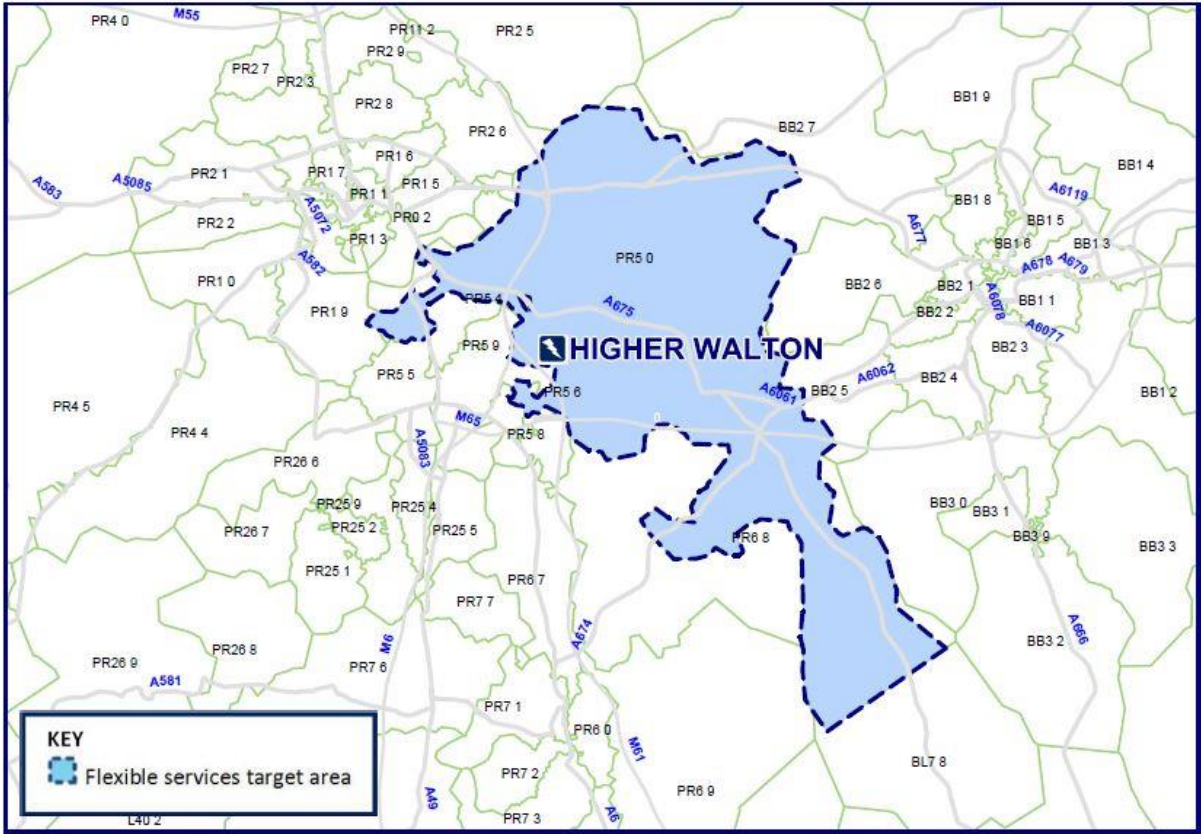 M55
PR4 0
PR11 2
PR2 5
PR2 9
PR2 7
PR2 3
PR2 8
BB1 9
PR2 6
BB2 7
PR1 6
PR1 7
PR2 1
A5085
A583
PR1 5
PR1 1
BB1 4
A6119
BB1 8
PR2 2
A5072
PR0 2
PR1 3
BB1 5
A677
BB1 6
BB1 3
A582
PR5 0
A678
A679
PR1 0
BB2 6
BB2 1
PR5 4
A6078
BB1 1
PR1 9
A675
BB2 2
A6077
PR5 9
HIGHER WALTON
BB2 3
PR5 5
A6062
BB2 4
PR5 6
A6061
BB2 5
BB1 2
PR4 5
M65
0
PR4 4
PR5 8
A5083
PR26 6
PR25 9
PR25 4
BB3 0
BB3 1
PR26 7
PR25 2
PR25 5
PR6 8
BB3 9
BB3 3
PR25 1
PR6 7
PR7 7
A674
M6
A666
BB3 2
PR26 8
PR26 9
PR7 6
A581
PR7 1
KEY
Flexible services target area
PR6 0
M61
BL7 8
PR7 2
PR6 9
A49
A6
L40 2
PR7 3